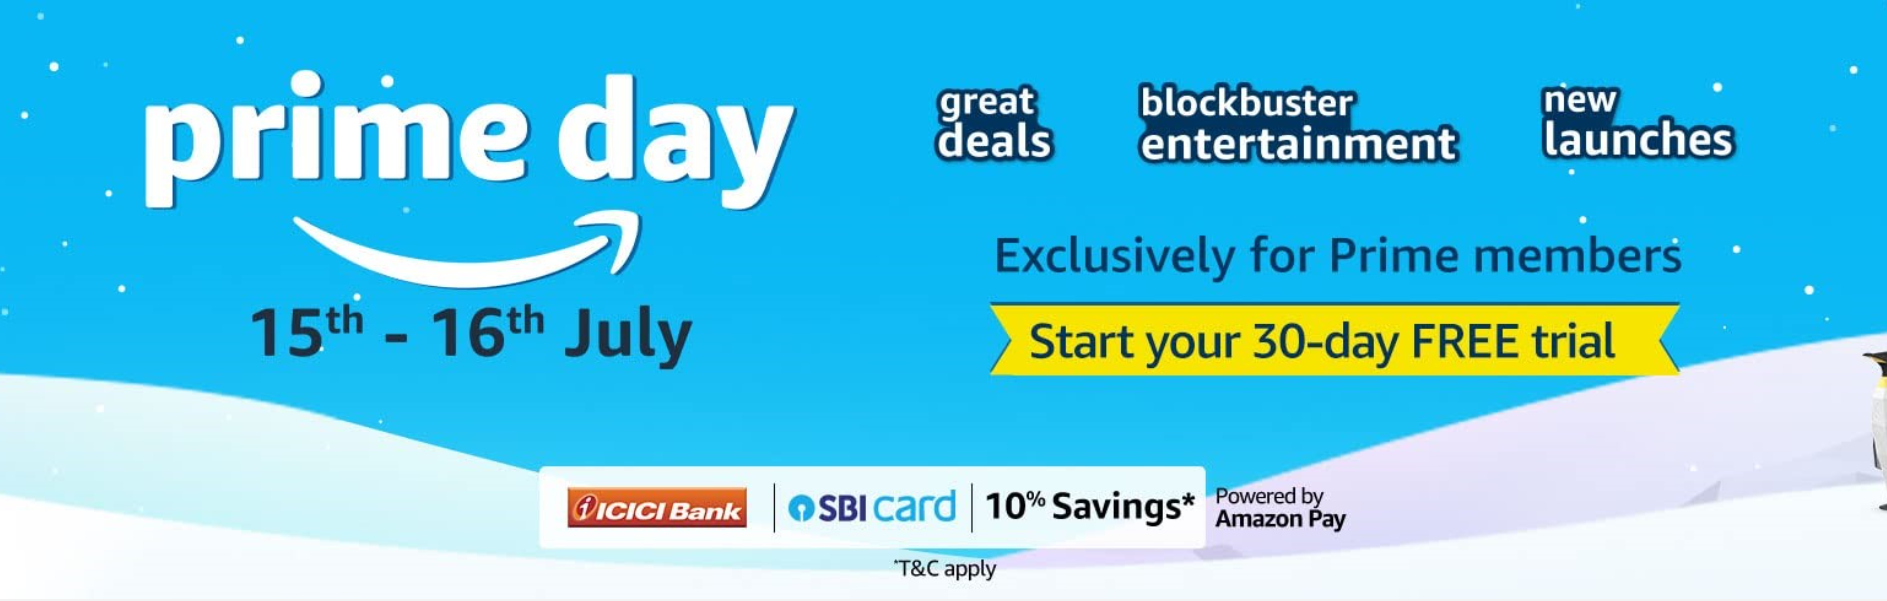 prime day
15th - 16th July
great
deals
blockbuster
entertainment
new
launches
Exclusively for Prime members
Start your 30-day FREE trial
ICICI Bank
SBI card
10% Savings*
Powered by
Amazon Pay
*T&C apply